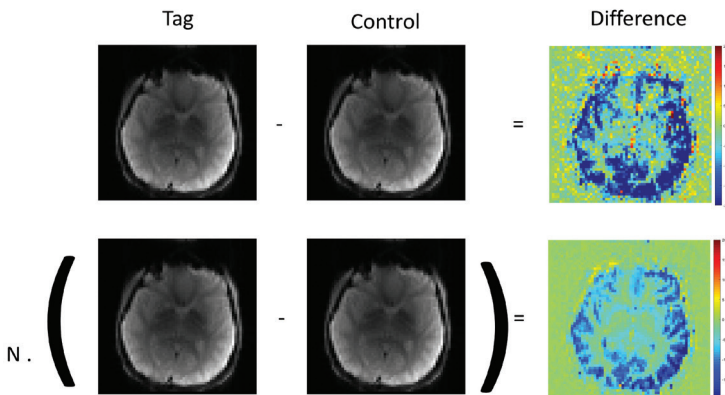 Tag Control Difference
- =
N . ( - ) =